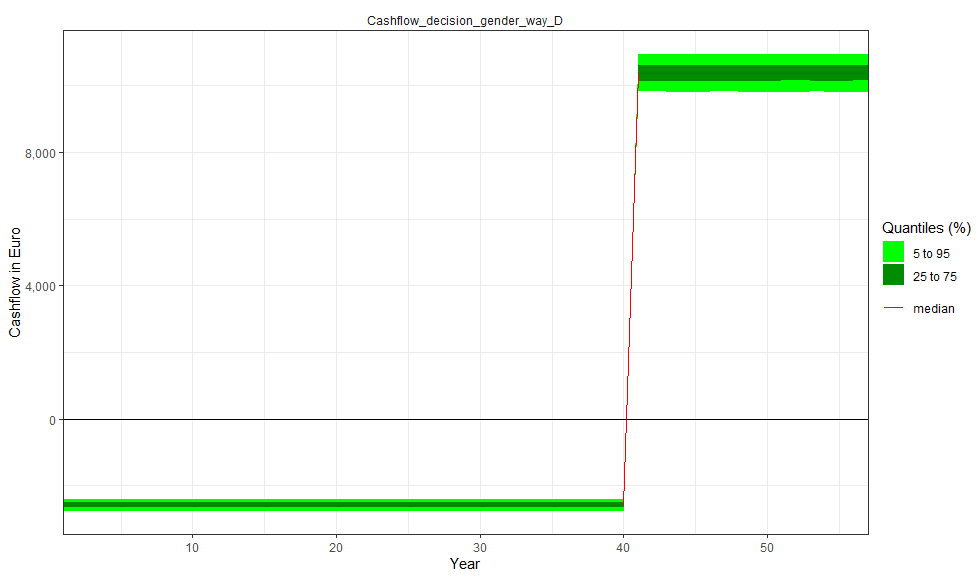 Cashflow_decision_gender_way_D
8,000
4,000
0
Cashflow in Euro
10 20 30 40 50
Year
Quantiles (%)
5 to 95
25 to 75
median